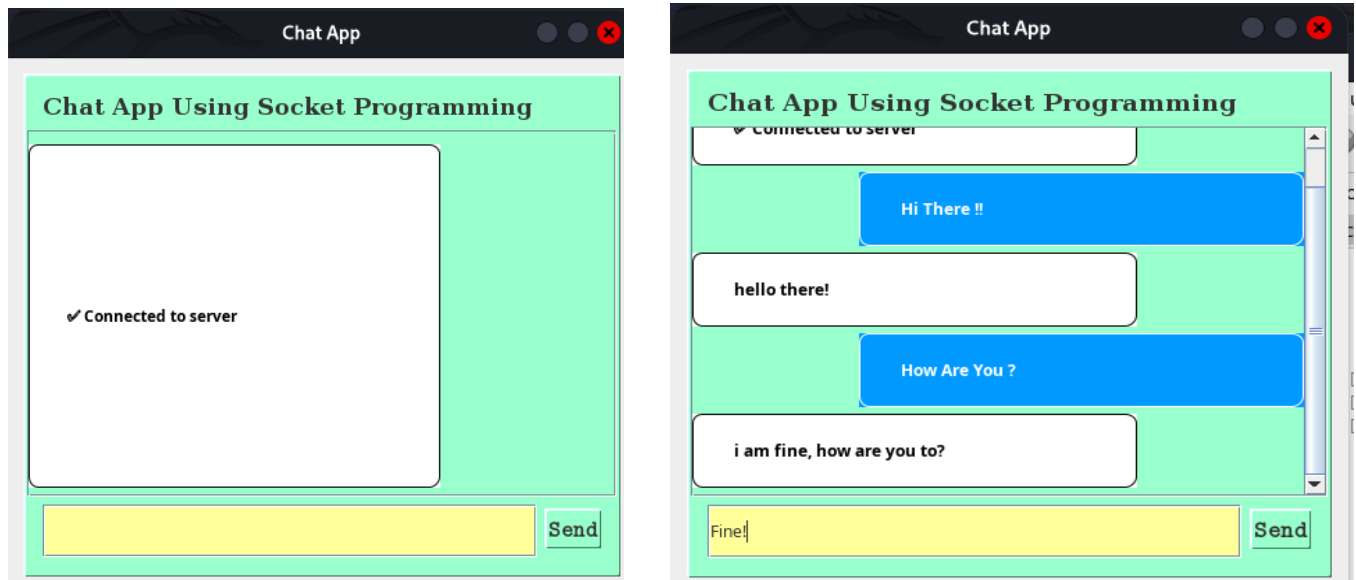 Chat App
Chat App Using Socket Programming
✔ Connected to server
Send
Chat App
Chat App Using Socket Programming
✔ Connected to server
Hi There !!
hello there!
How Are You ?
i am fine, how are you to?
Fine!
Send